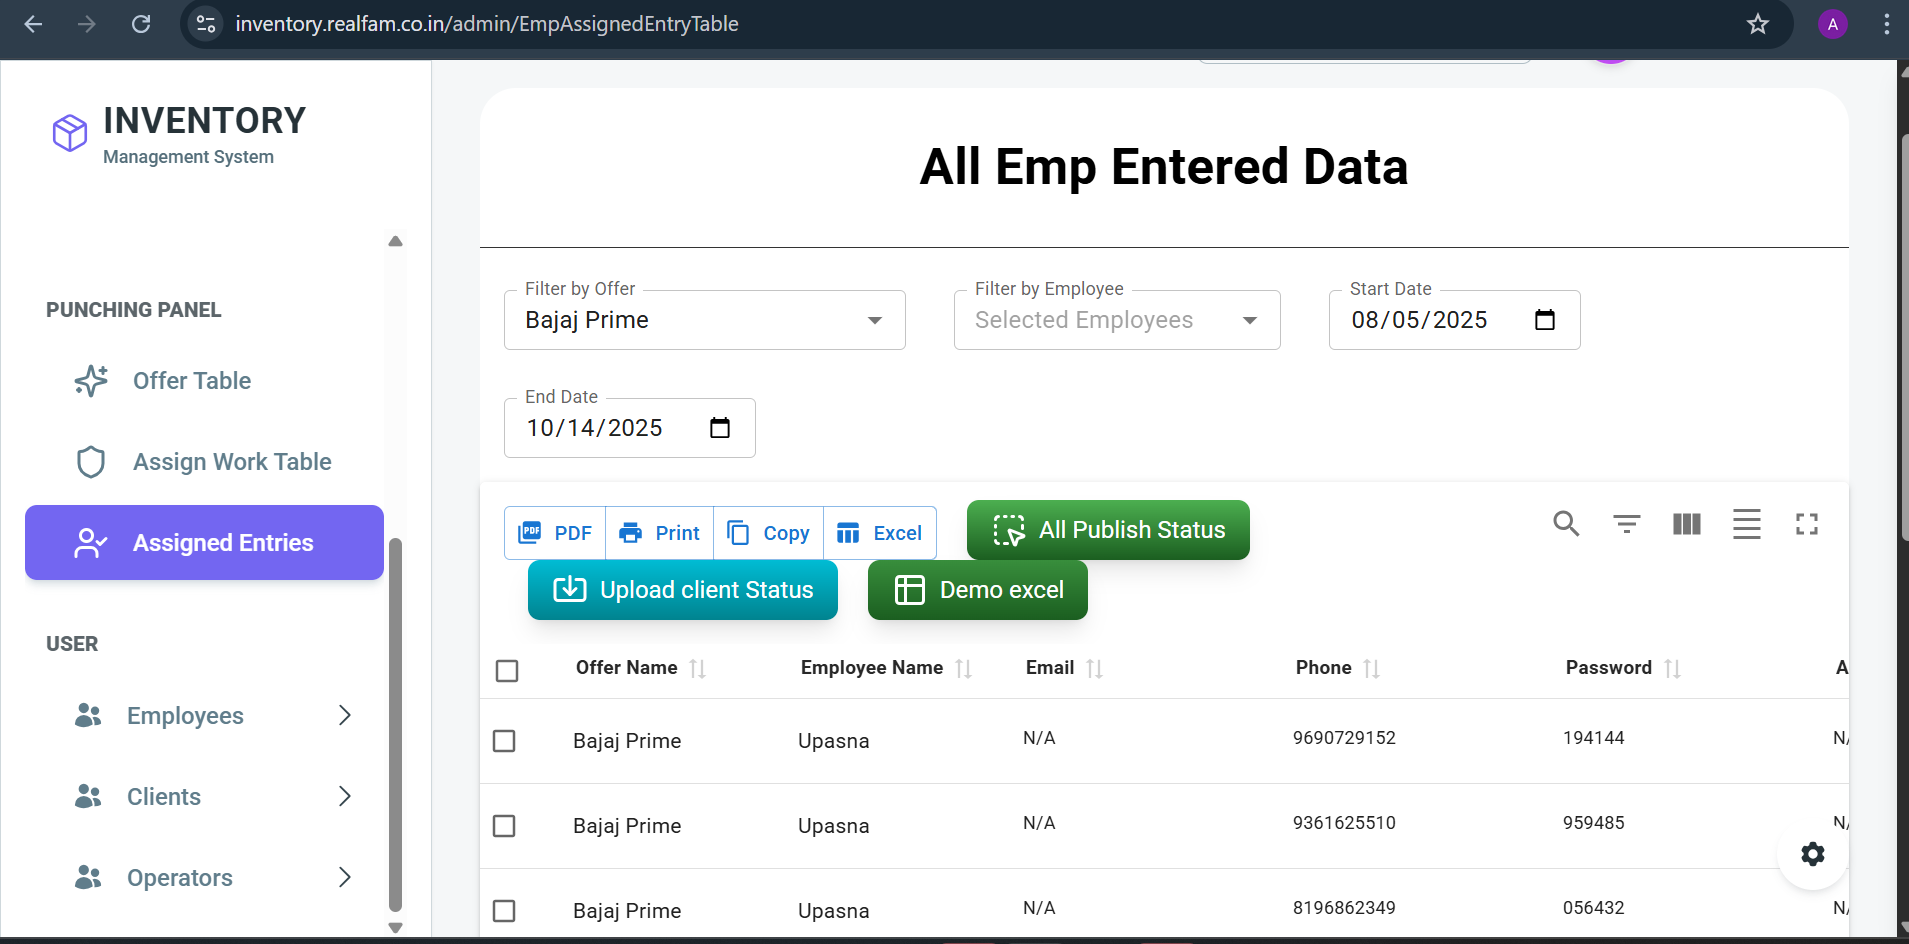 inventory.realfam.co.in/admin/EmpAssignedEntryTable
A
INVENTORY
Management System
PUNCHING PANEL
Offer Table
Assign Work Table
Assigned Entries
USER
Employees
Clients
Operators
All Emp Entered Data
Filter by Offer
Bajaj Prime
Filter by Employee
Selected Employees
Start Date
08/05/2025
End Date
10/14/2025
PDF PDF Print Copy Excel All Publish Status
Upload client Status Demo excel
Offer Name Employee Name Email Phone Password A
Bajaj Prime Upasna N/A 9690729152 194144 N/
Bajaj Prime Upasna N/A 9361625510 959485 N/
Bajaj Prime Upasna N/A 8196862349 056432 N/